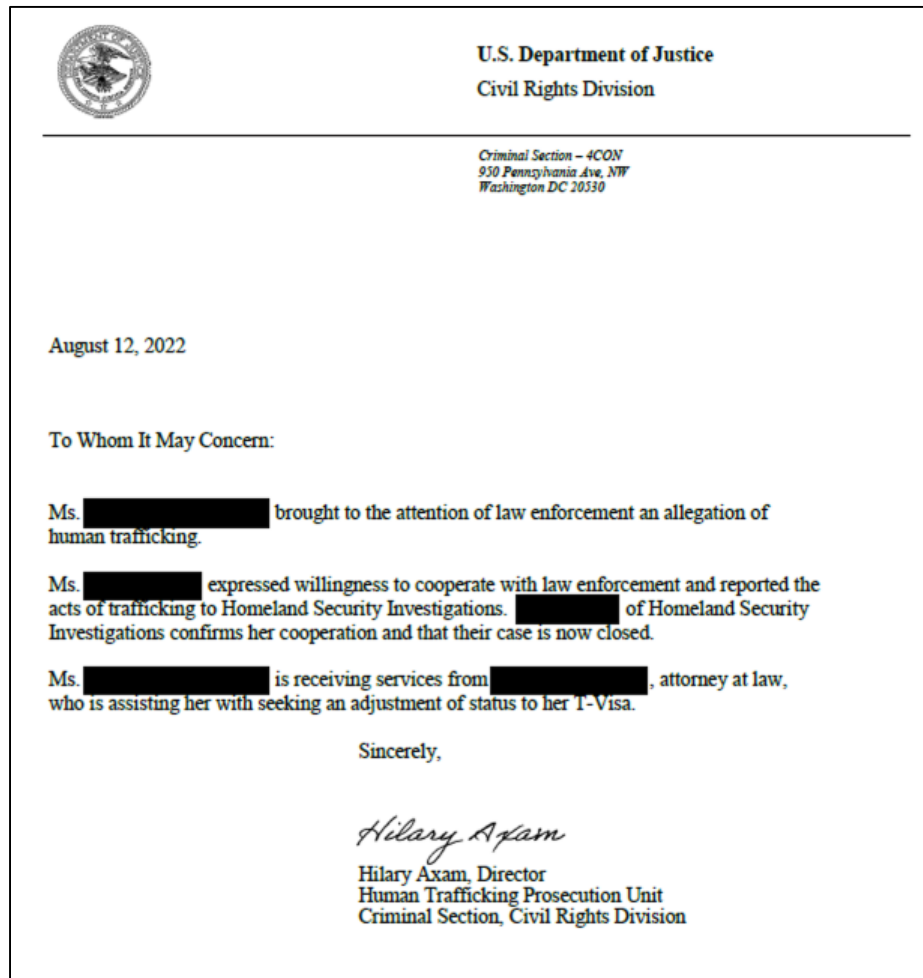 U.S. Department of Justice
Civil Rights Division
Criminal Section – 4CON
950 Pennsylvania Ave, NW
Washington DC 20530
August 12, 2022
To Whom It May Concern:
Ms. brought to the attention of law enforcement an allegation of
human trafficking.
Ms. expressed willingness to cooperate with law enforcement and reported the
acts of trafficking to Homeland Security Investigations. of Homeland Security
Investigations confirms her cooperation and that their case is now closed.
Ms. is receiving services from , attorney at law,
who is assisting her with seeking an adjustment of status to her T-Visa.
Sincerely,
Hilary Axam
Hilary Axam, Director
Human Trafficking Prosecution Unit
Criminal Section, Civil Rights Division